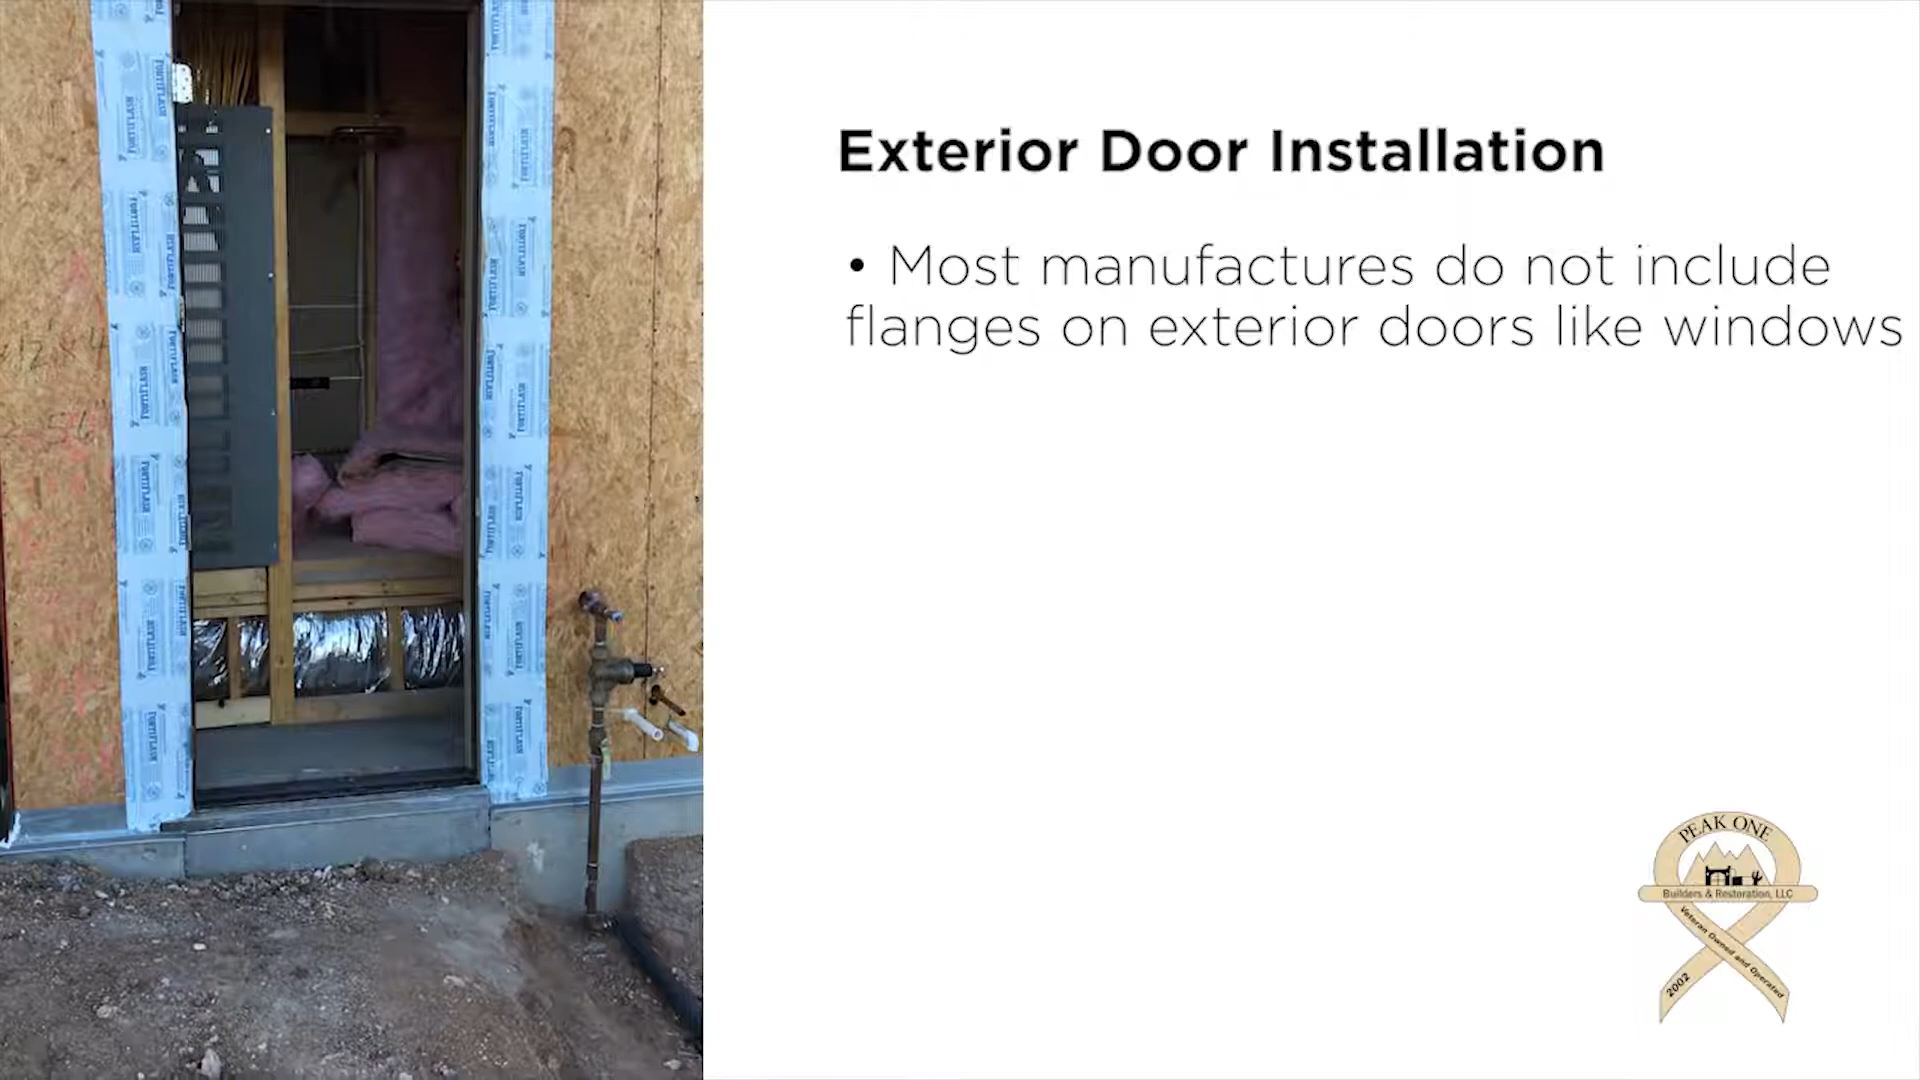 Exterior Door Installation
• Most manufactures do not include
flanges on exterior doors like windows
PEAK ONE
Builders & Restoration, LLC
Veteran Owned and Operated
2002
FORTIFLASH